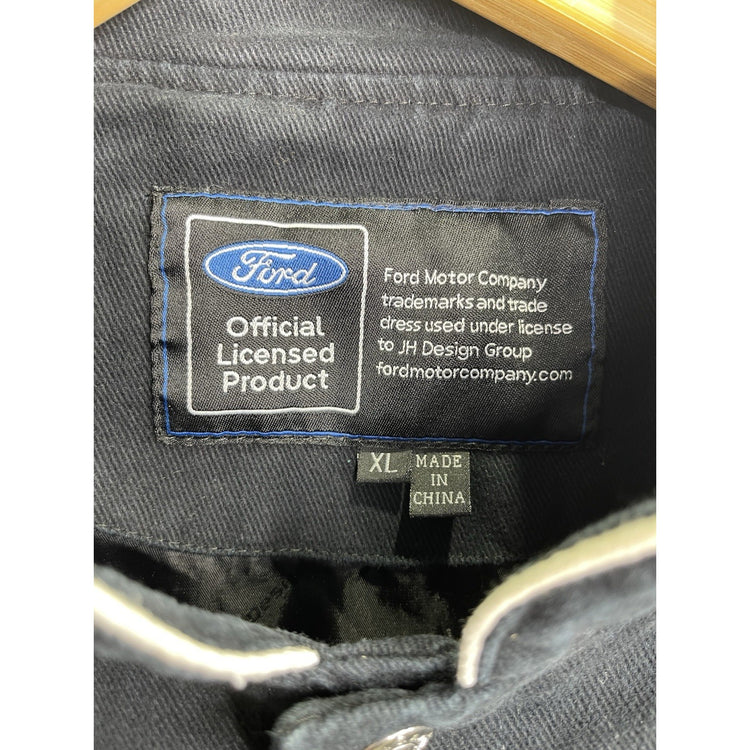 Ford
Official
Licensed
Product
Ford Motor Company
trademarks and trade
dress used under license
to JH Design Group
fordmotorcompany.com
XL
MADE
IN
CHINA